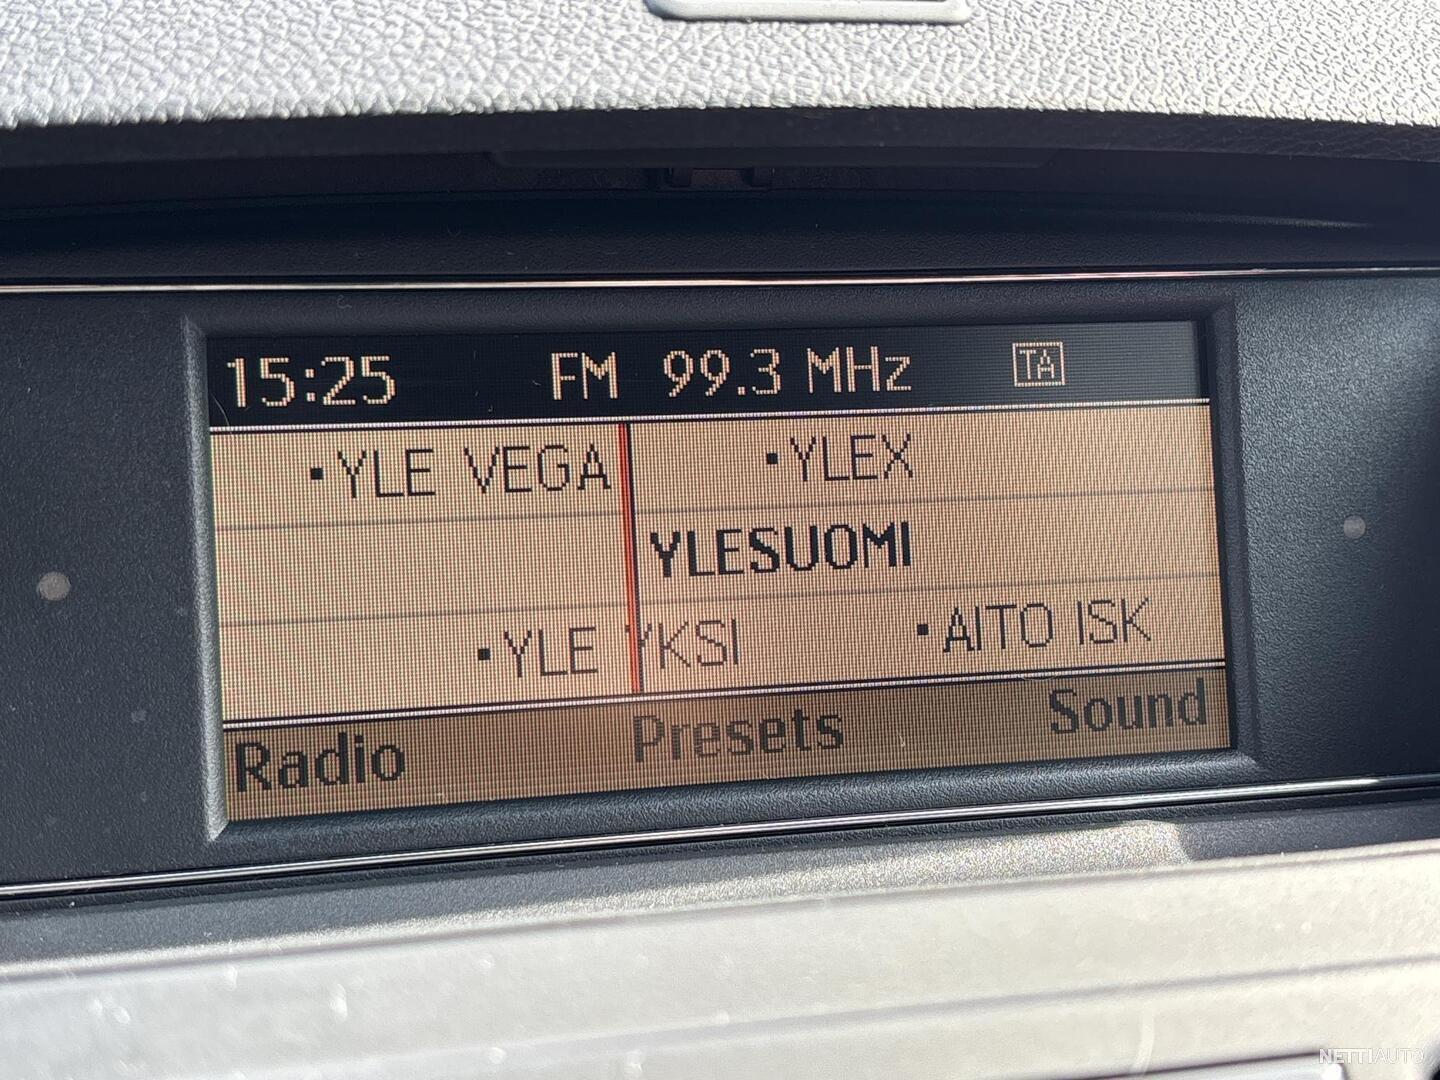 15:25 FM 99.3 MHz TA
•YLE VEGA •YLEX
YLESUOMI
•YLE YKSI •AITO ISK
Radio Presets Sound
NETTIAUTO